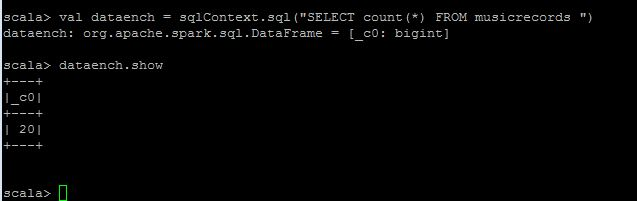 scala> val dataench = sqlContext.sql("SELECT count(*) FROM musicrecords ")
dataench: org.apache.spark.sql.DataFrame = [_c0: bigint]
scala> dataench.show
+---+
|_c0|
+---+
| 20|
+---+
scala>